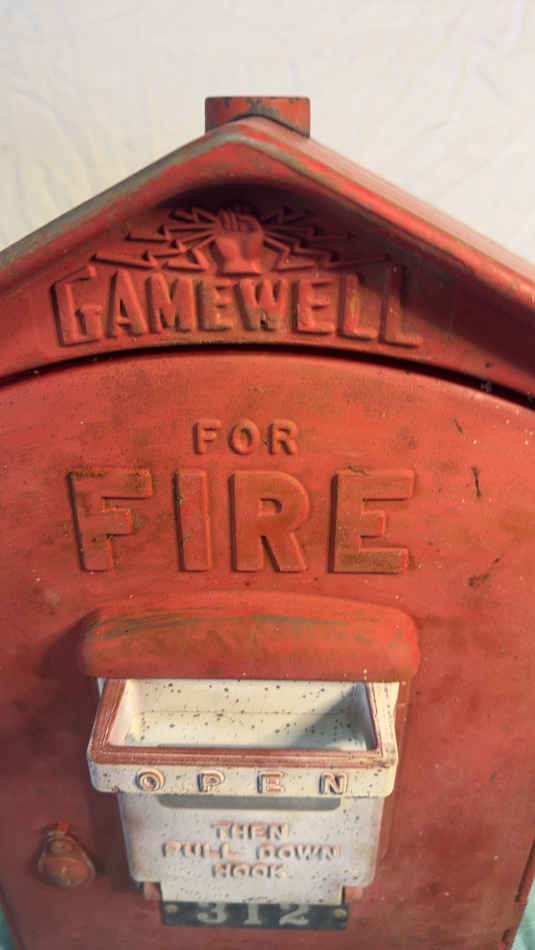 GAMEWELL
FOR
FIRE
OPEN
THEN
PULL DOWN
HOOK
312